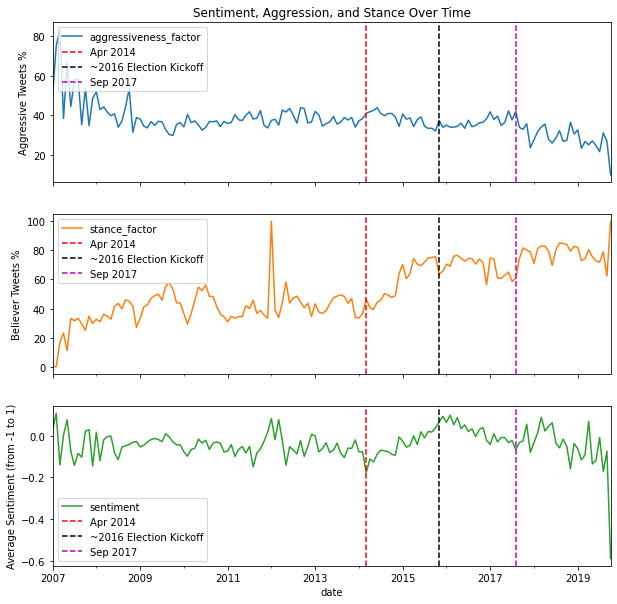 Sentiment, Aggression, and Stance Over Time
Aggressive Tweets %
80
60
40
20
aggressiveness_factor
Apr 2014
~2016 Election Kickoff
Sep 2017
Believer Tweets %
100
80
60
40
20
0
stance_factor
Apr 2014
~2016 Election Kickoff
Sep 2017
Average Sentiment (from -1 to 1)
0.0
−0.2
−0.4
−0.6
sentiment
Apr 2014
~2016 Election Kickoff
Sep 2017
2007 2009 2011 2013 2015 2017 2019
date